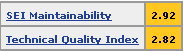 SEI Maintainability 2.92
Technical Quality Index 2.82